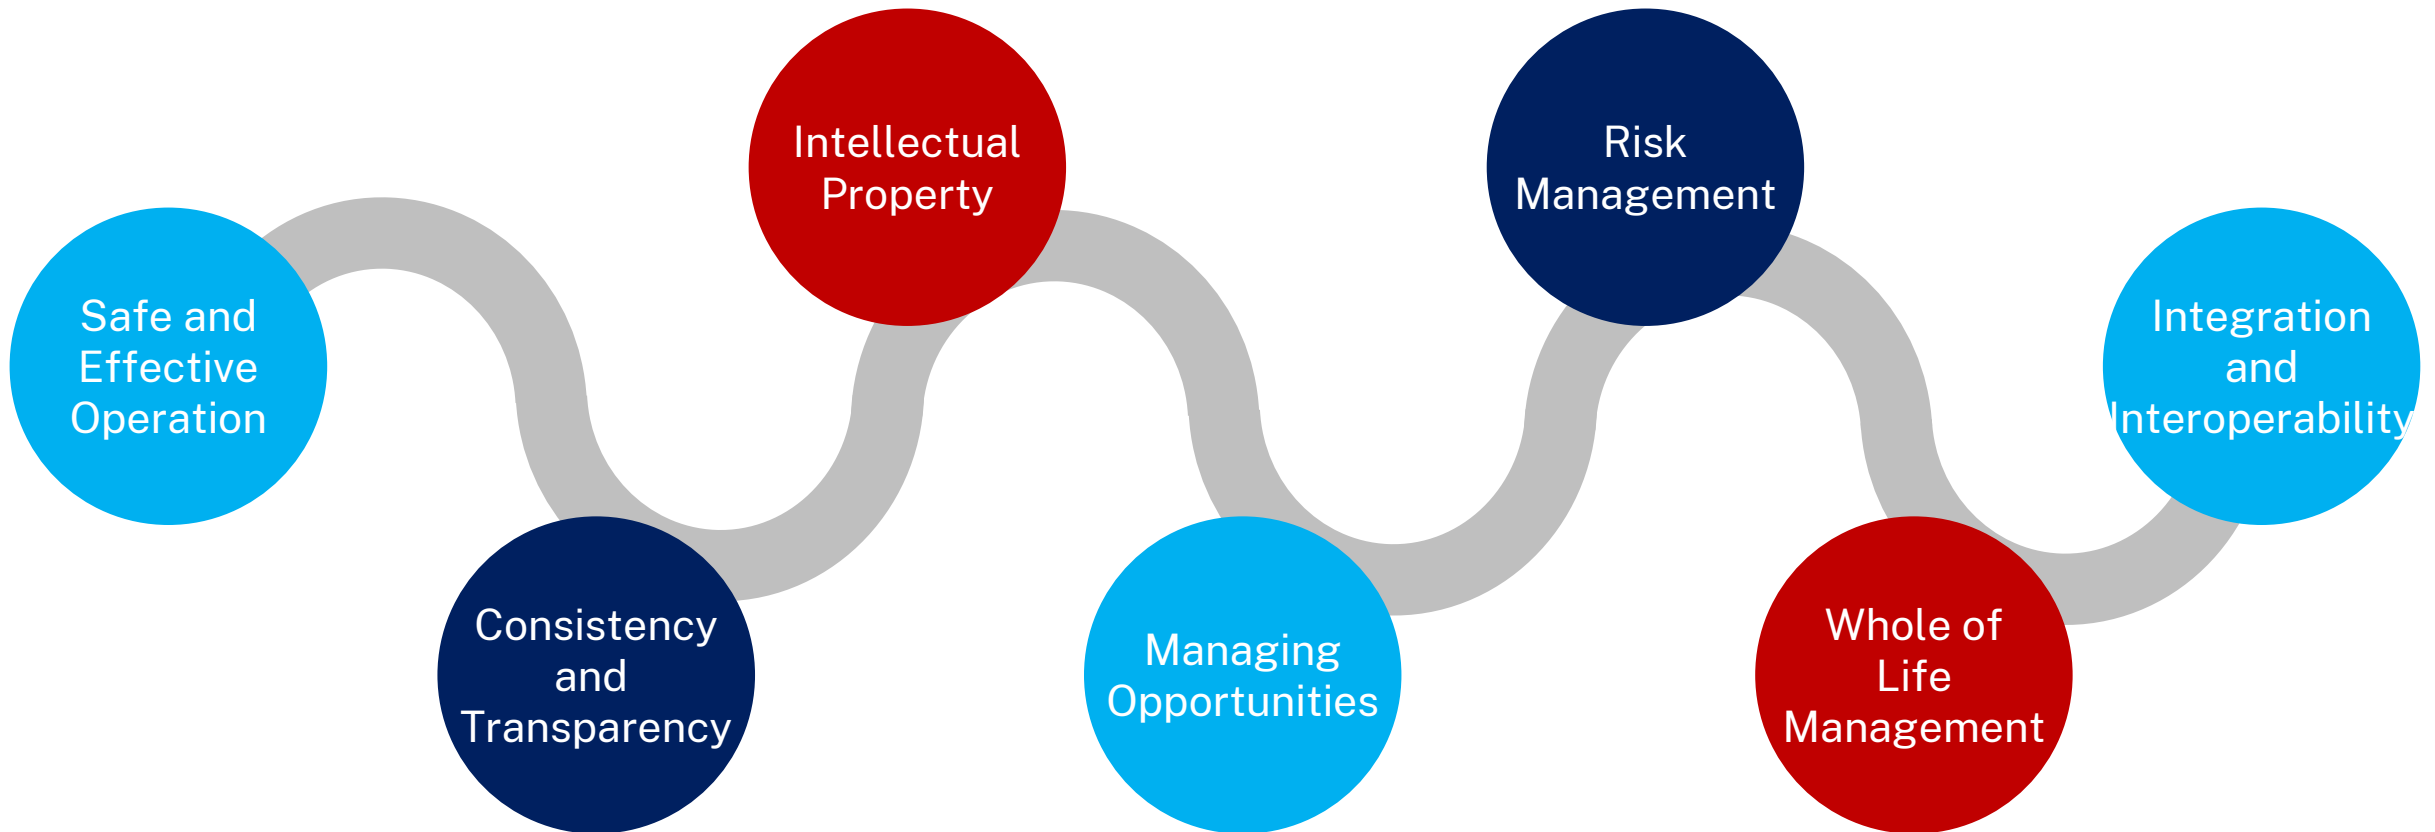 Safe and
Effective
Operation
Consistency
and
Transparency
Intellectual
Property
Managing
Opportunities
Risk
Management
Whole of
Life
Management
Integration
and
Interoperability